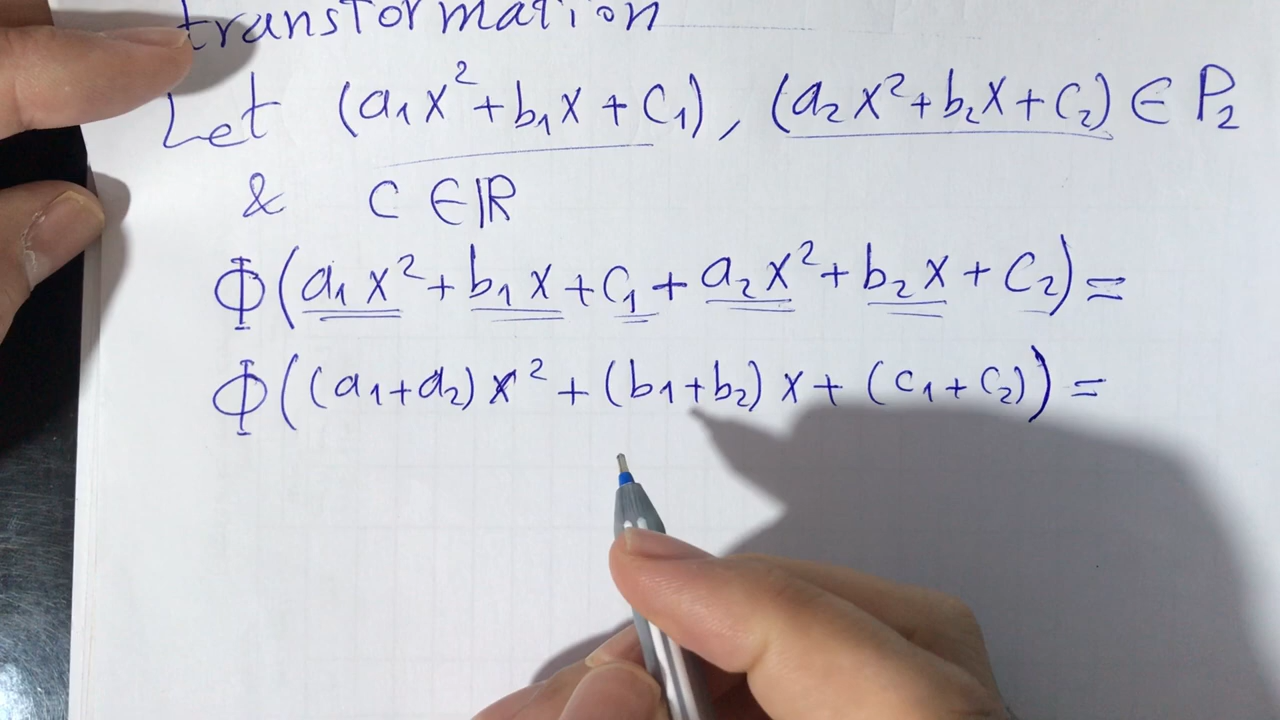 transformation
Let (a₁x²+b₁x+c₁), (a₂x²+b₂x+c₂) ∈ P₂
& c ∈ ℝ
Φ(a₁x²+b₁x+c₁+a₂x²+b₂x+c₂)=
Φ((a₁+a₂)x²+(b₁+b₂)x+(c₁+c₂))=